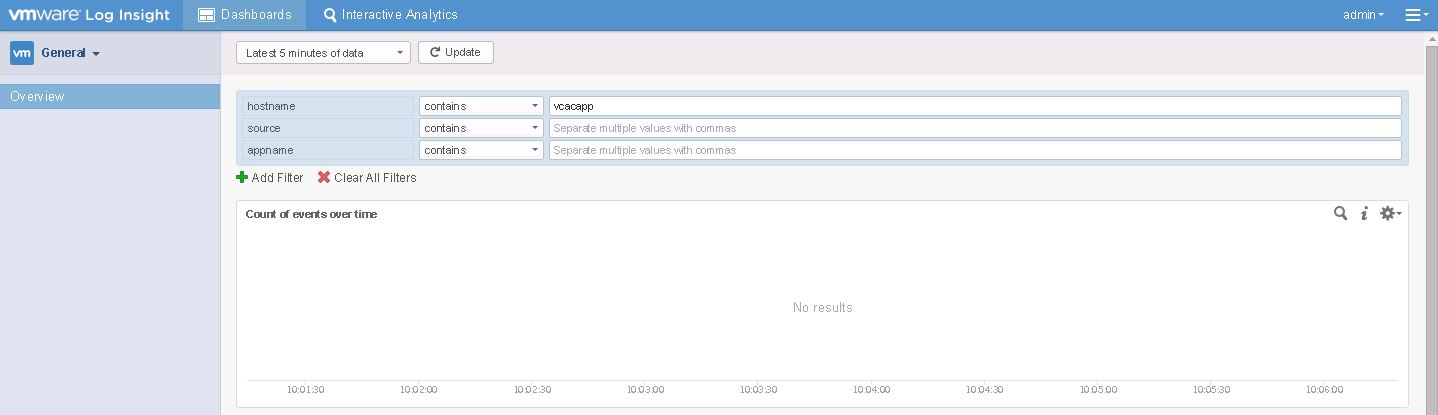 vmware® Log Insight Dashboards Interactive Analytics admin
vm General Latest 5 minutes of data Update
Overview
hostname contains vcacapp
source contains Separate multiple values with commas
appname contains Separate multiple values with commas
Add Filter Clear All Filters
Count of events over time
No results
10:01:30 10:02:00 10:02:30 10:03:00 10:03:30 10:04:00 10:04:30 10:05:00 10:05:30 10:06:00